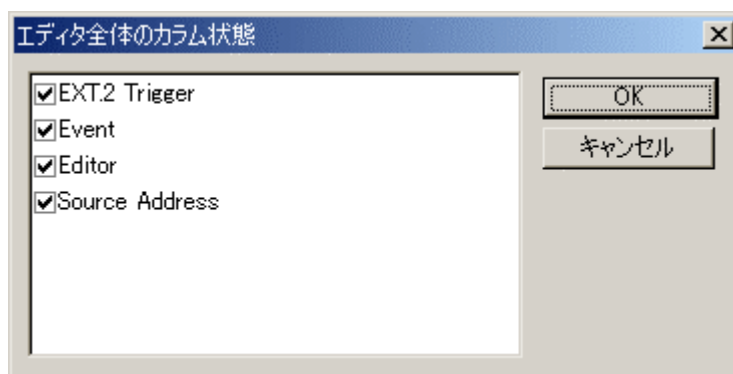 エディタ全体のカラム状態
EXT.2 Trigger
Event
Editor
Source Address
OK
キャンセル